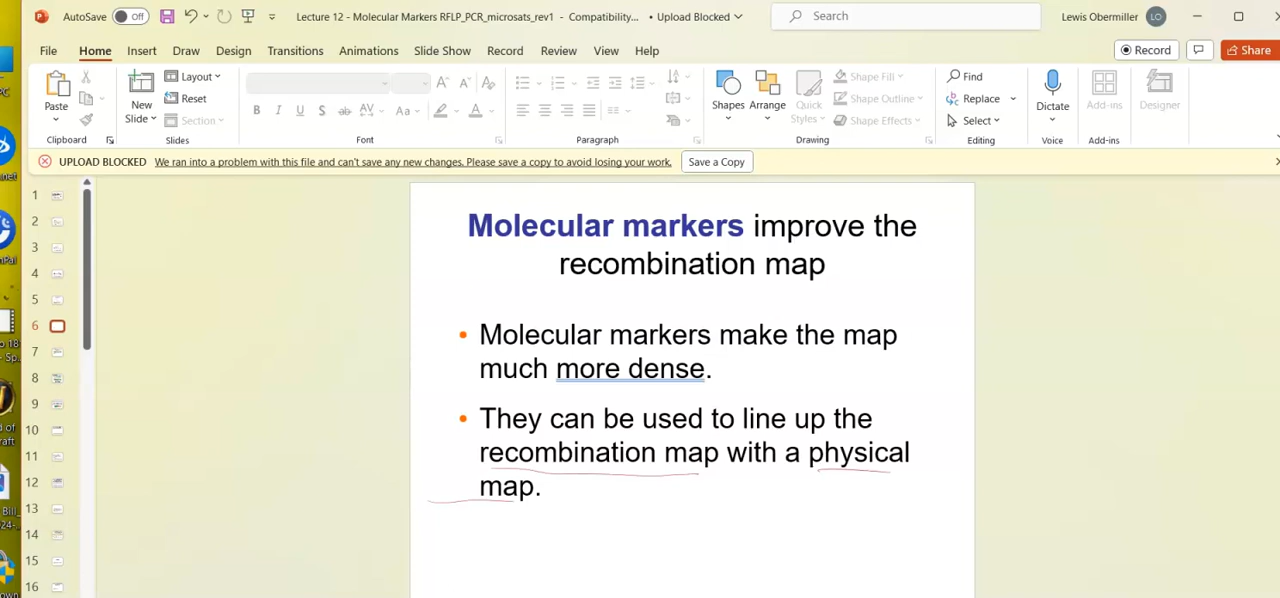 AutoSave Off Lecture 12 - Molecular Markers RFLP_PCR_microsats_rev1 - Compatibility... • Upload Blocked Search Lewis Obermiller LO
File Home Insert Draw Design Transitions Animations Slide Show Record Review View Help Record Share
Paste New Slide Layout Reset Section Shapes Arrange Quick Styles Shape Fill Shape Outline Shape Effects Find Replace Select Dictate Add-ins Designer
Clipboard Slides Font Paragraph Drawing Editing Voice Add-ins
UPLOAD BLOCKED We ran into a problem with this file and can't save any new changes. Please save a copy to avoid losing your work. Save a Copy
1
2
3
4
5
6
7
8
9
10
11
12
13
14
15
16
Molecular markers improve the
recombination map
• Molecular markers make the map
much more dense.
• They can be used to line up the
recombination map with a physical
map.